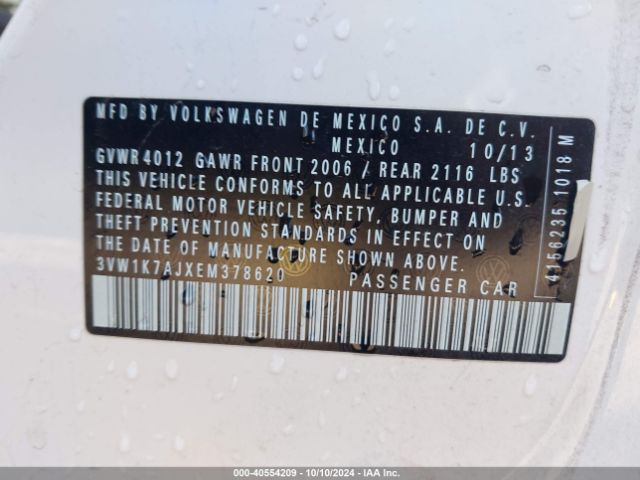 MFD BY VOLKSWAGEN DE MEXICO S.A. DE C.V.
MEXICO 10/13
GVWR 4012 GAWR FRONT 2006 / REAR 2116 LBS
THIS VEHICLE CONFORMS TO ALL APPLICABLE U.S.
FEDERAL MOTOR VEHICLE SAFETY, BUMPER AND
THEFT PREVENTION STANDARDS IN EFFECT ON
THE DATE OF MANUFACTURE SHOWN ABOVE.
3VW1K7AJXEM378620 PASSENGER CAR
4156235 1018 M
000-40554209 - 10/10/2024 - IAA Inc.